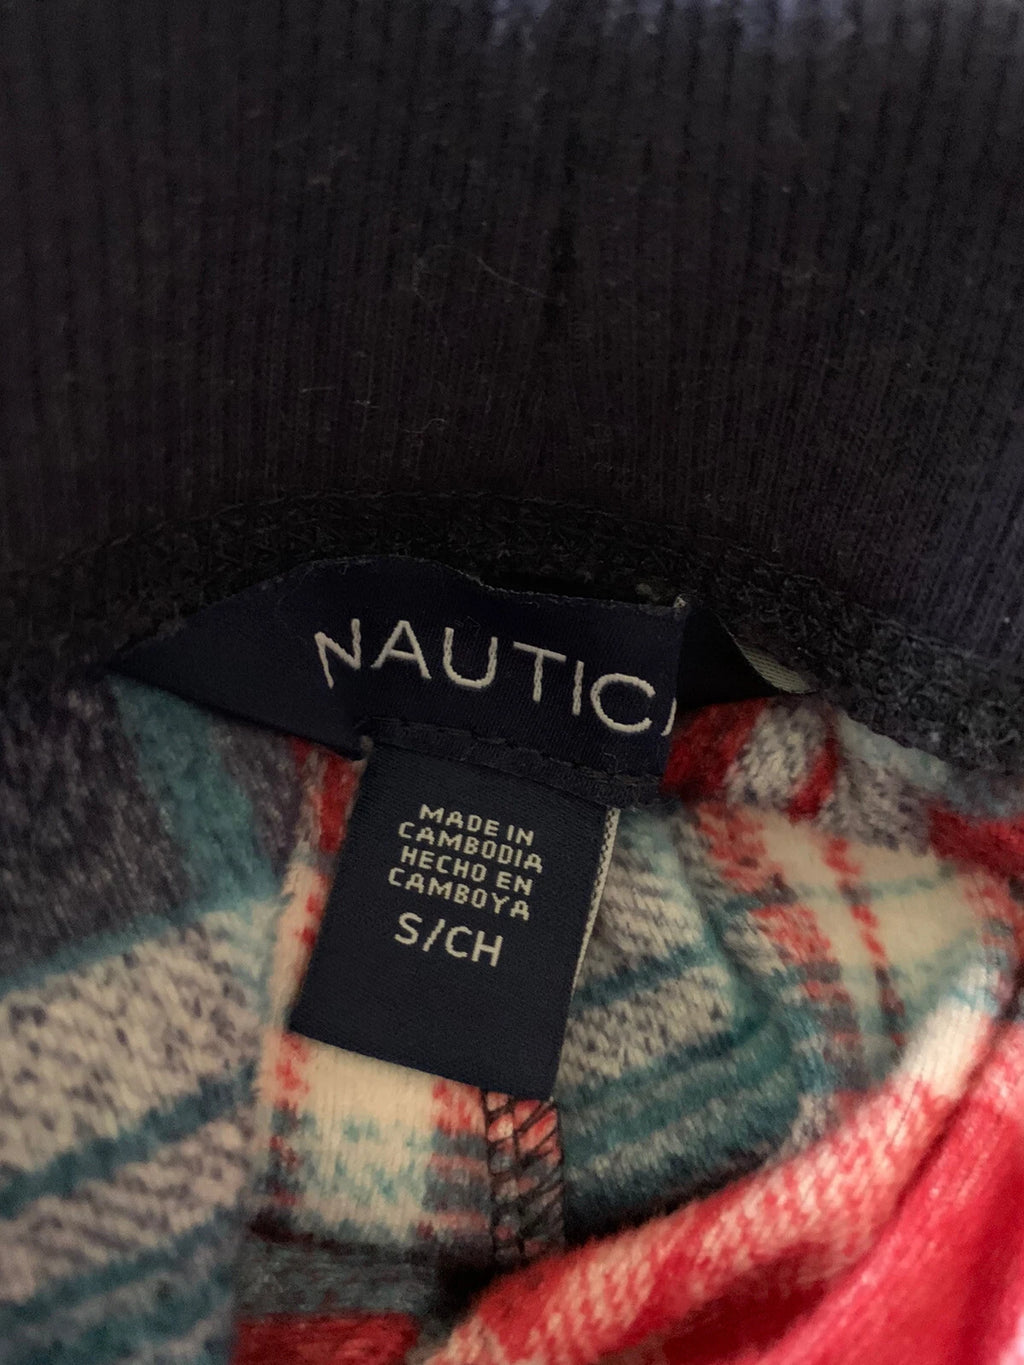 NAUTICA
MADE IN
CAMBODIA
HECHO EN
CAMBOYA
S/CH